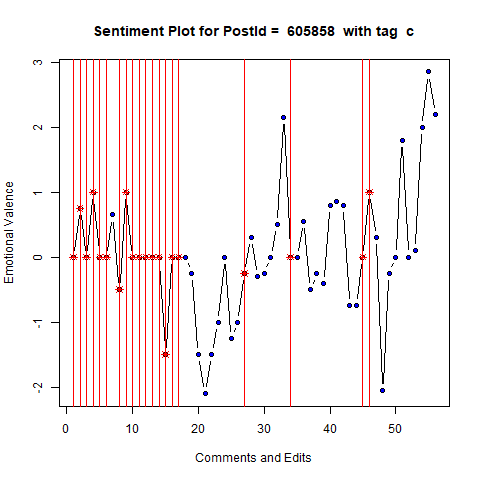 Sentiment Plot for PostId = 605858 with tag c
Emotional Valence
3
2
1
0
-1
-2
0 10 20 30 40 50
Comments and Edits